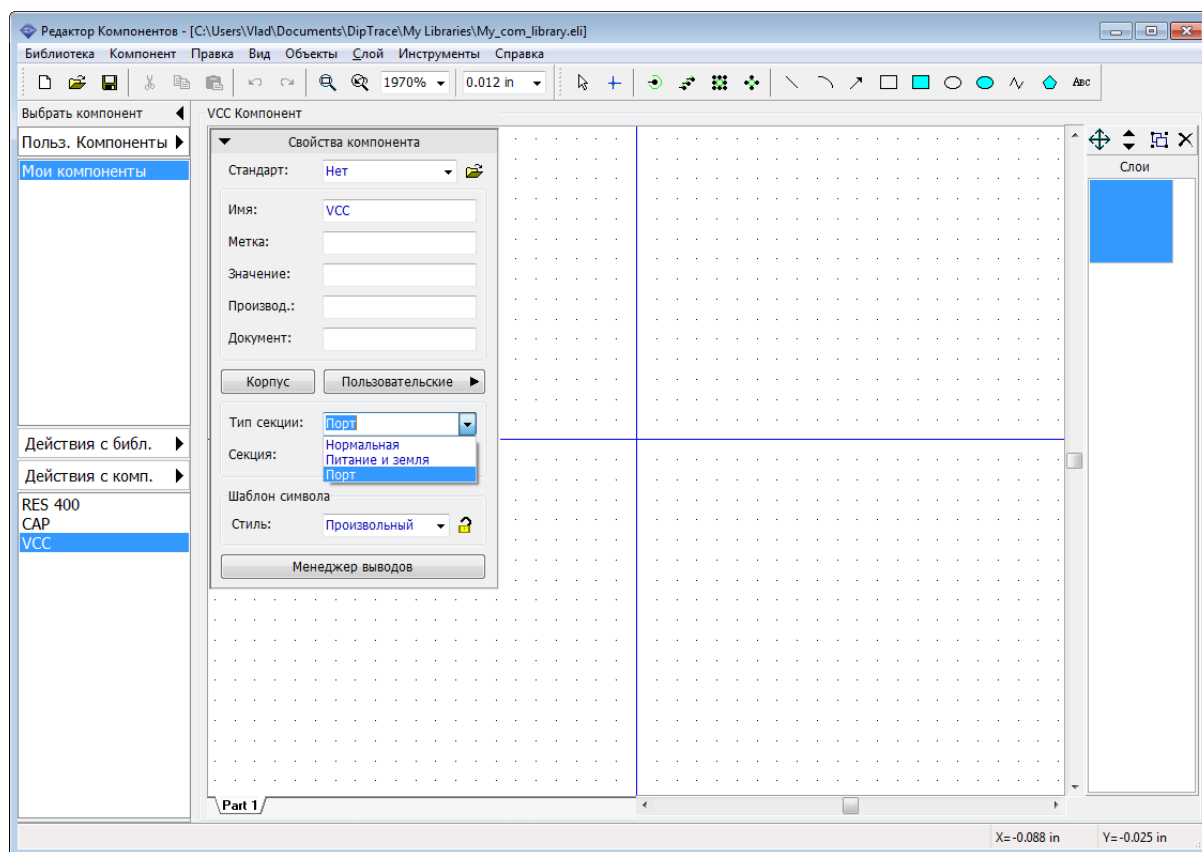 Редактор Компонентов - [C:\Users\Vlad\Documents\DipTrace\My Libraries\My_com_library.eli]
Библиотека Компонент Правка Вид Объекты Слой Инструменты Справка
1970% 0.012 in ABC
Выбрать компонент
VCC Компонент
Польз. Компоненты
Мои компоненты
Свойства компонента
Стандарт: Нет
Имя: VCC
Метка:
Значение:
Производ.:
Документ:
Корпус Пользовательские
Тип секции: Порт
Нормальная
Питание и земля
Порт
Секция:
Шаблон символа
Стиль: Произвольный
Менеджер выводов
Слои
Действия с библ.
Действия с комп.
RES 400
CAP
VCC
Part 1
X=-0.088 in Y=-0.025 in